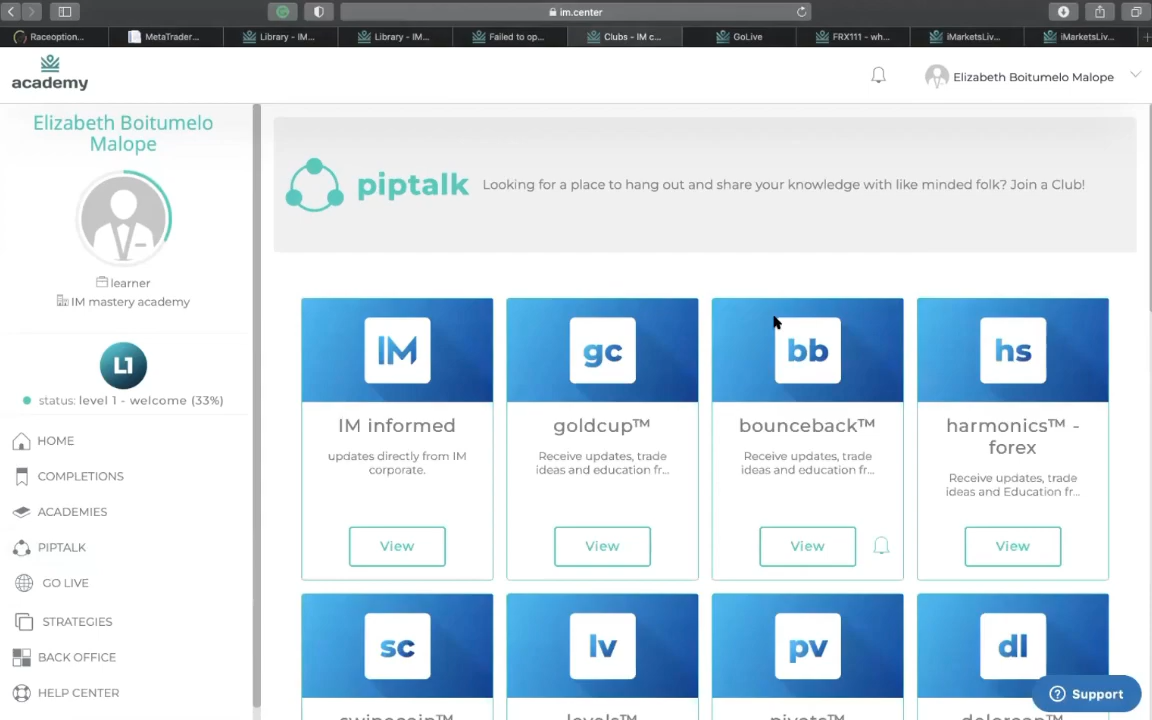 im.center
Raceoption...
MetaTrader...
Library - IM...
Library - IM...
Failed to op...
Clubs - IM c...
GoLive
FRX111 - wh...
iMarketsLiv...
iMarketsLiv...
academy
Elizabeth Boitumelo Malope
Elizabeth Boitumelo
Malope
learner
IM mastery academy
L1
status: level 1 - welcome (33%)
HOME
COMPLETIONS
ACADEMIES
PIPTALK
GO LIVE
STRATEGIES
BACK OFFICE
HELP CENTER
piptalk
Looking for a place to hang out and share your knowledge with like minded folk? Join a Club!
IM
IM informed
updates directly from IM
corporate.
View
gc
goldcup™
Receive updates, trade
ideas and education fr...
View
bb
bounceback™
Receive updates, trade
ideas and education fr...
View
hs
harmonics™ -
forex
Receive updates, trade
ideas and Education fr...
View
sc
lv
pv
dl
swipecoin™
levels™
pivots™
delorean™
Support